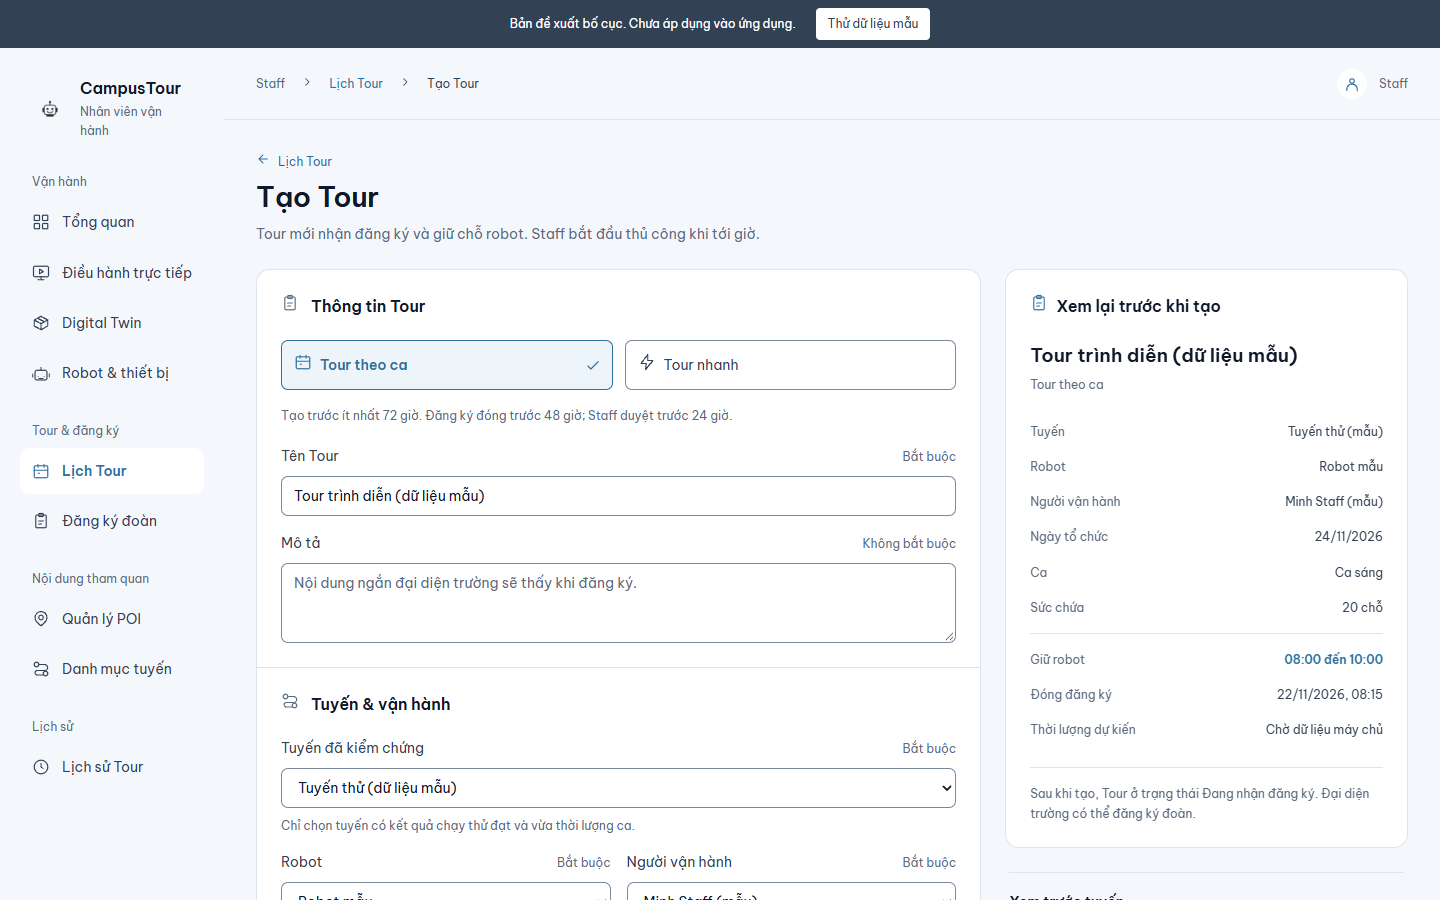 Bản đề xuất bố cục. Chưa áp dụng vào ứng dụng.
Thử dữ liệu mẫu
CampusTour
Nhân viên vận
hành
Staff
Lịch Tour
Tạo Tour
Staff
Vận hành
Tổng quan
Điều hành trực tiếp
Digital Twin
Robot & thiết bị
Tour & đăng ký
Lịch Tour
Đăng ký đoàn
Nội dung tham quan
Quản lý POI
Danh mục tuyến
Lịch sử
Lịch sử Tour
Lịch Tour
Tạo Tour
Tour mới nhận đăng ký và giữ chỗ robot. Staff bắt đầu thủ công khi tới giờ.
Thông tin Tour
Tour theo ca
Tour nhanh
Tạo trước ít nhất 72 giờ. Đăng ký đóng trước 48 giờ; Staff duyệt trước 24 giờ.
Tên Tour
Bắt buộc
Tour trình diễn (dữ liệu mẫu)
Mô tả
Không bắt buộc
Nội dung ngắn đại diện trường sẽ thấy khi đăng ký.
Tuyến & vận hành
Tuyến đã kiểm chứng
Bắt buộc
Tuyến thử (dữ liệu mẫu)
Chỉ chọn tuyến có kết quả chạy thử đạt và vừa thời lượng ca.
Robot
Bắt buộc
Người vận hành
Bắt buộc
Robot mẫu
Minh Staff (mẫu)
Xem lại trước khi tạo
Tour trình diễn (dữ liệu mẫu)
Tour theo ca
Tuyến
Tuyến thử (mẫu)
Robot
Robot mẫu
Người vận hành
Minh Staff (mẫu)
Ngày tổ chức
24/11/2026
Ca
Ca sáng
Sức chứa
20 chỗ
Giữ robot
08:00 đến 10:00
Đóng đăng ký
22/11/2026, 08:15
Thời lượng dự kiến
Chờ dữ liệu máy chủ
Sau khi tạo, Tour ở trạng thái Đang nhận đăng ký. Đại diện
trường có thể đăng ký đoàn.
Xem trước tuyến